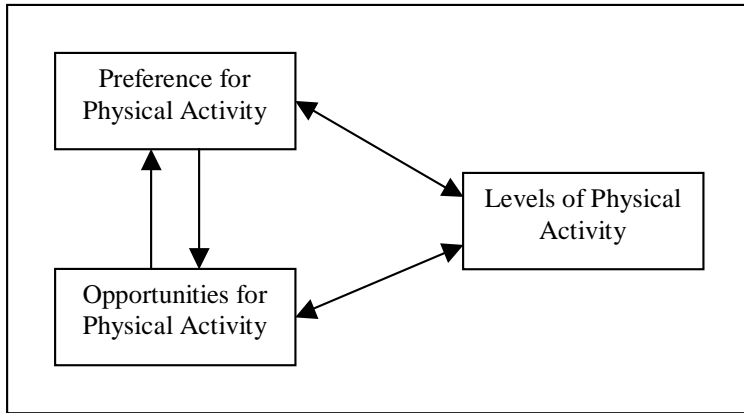 Preference for
Physical Activity
Levels of Physical
Activity
Opportunities for
Physical Activity